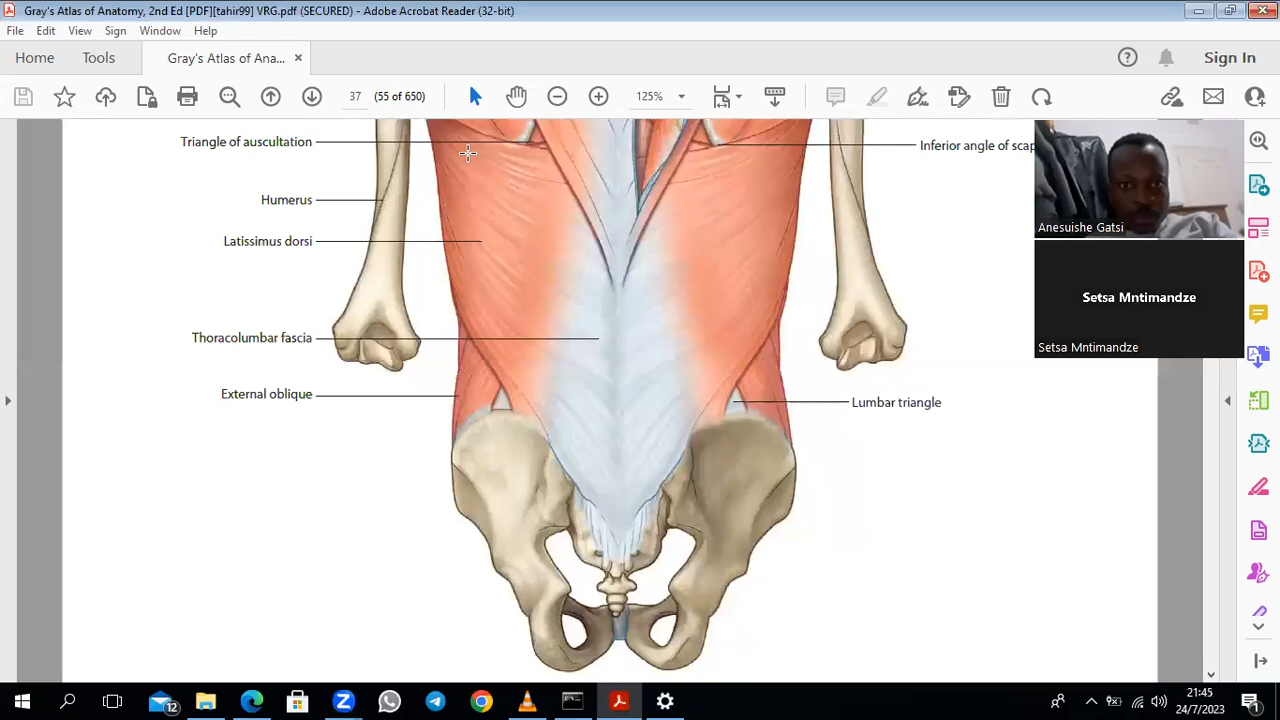 Gray's Atlas of Anatomy, 2nd Ed [PDF][tahir99] VRG.pdf (SECURED) - Adobe Acrobat Reader (32-bit)
File Edit View Sign Window Help
Home Tools Gray's Atlas of Ana... × Sign In
37 (55 of 650) 125%
Triangle of auscultation
Inferior angle of scap
Humerus
Latissimus dorsi
Thoracolumbar fascia
External oblique
Lumbar triangle
Anesuishe Gatsi
Setsa Mntimandze
Setsa Mntimandze
12
21:45
24/7/2023
1